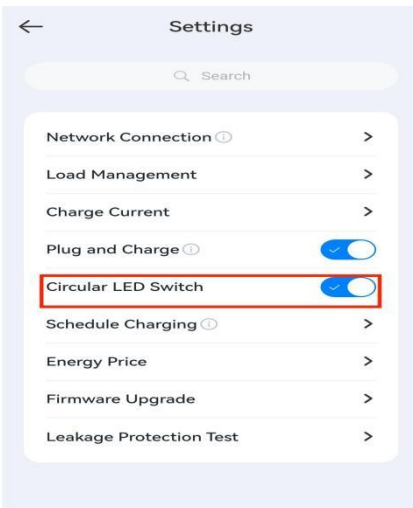 Settings
Search
Network Connection
Load Management
Charge Current
Plug and Charge
Circular LED Switch
Schedule Charging
Energy Price
Firmware Upgrade
Leakage Protection Test